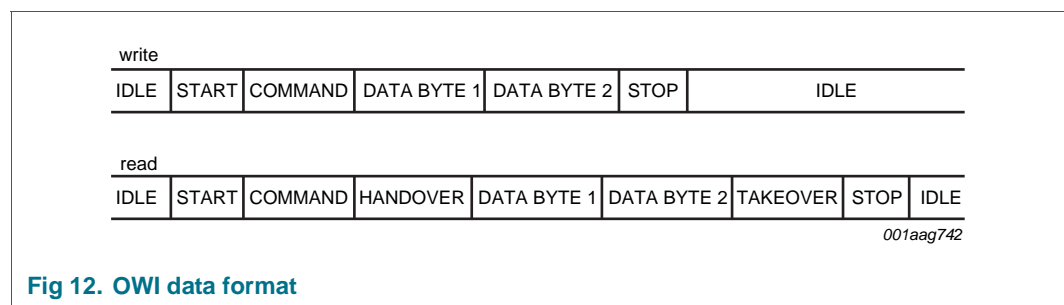 write
IDLE START COMMAND DATA BYTE 1 DATA BYTE 2 STOP IDLE
read
IDLE START COMMAND HANDOVER DATA BYTE 1 DATA BYTE 2 TAKEOVER STOP IDLE
001aag742
Fig 12. OWI data format